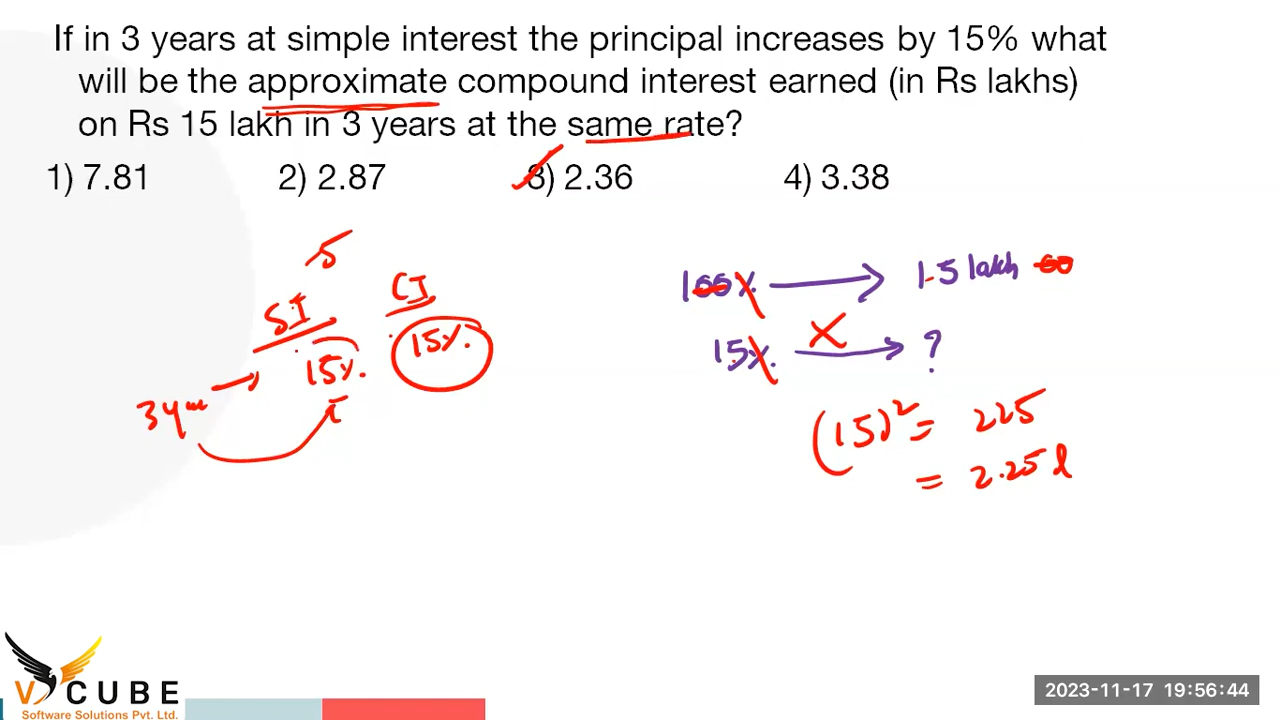 If in 3 years at simple interest the principal increases by 15% what
will be the approximate compound interest earned (in Rs lakhs)
on Rs 15 lakh in 3 years at the same rate?
1) 7.81 2) 2.87 3) 2.36 4) 3.38
5
SI CI
15%. 15%.
3 y
100% 1.5 lakh
15% ?
(15)² = 225
= 2.25 l
V CUBE
Software Solutions Pvt. Ltd.
2023-11-17 19:56:44